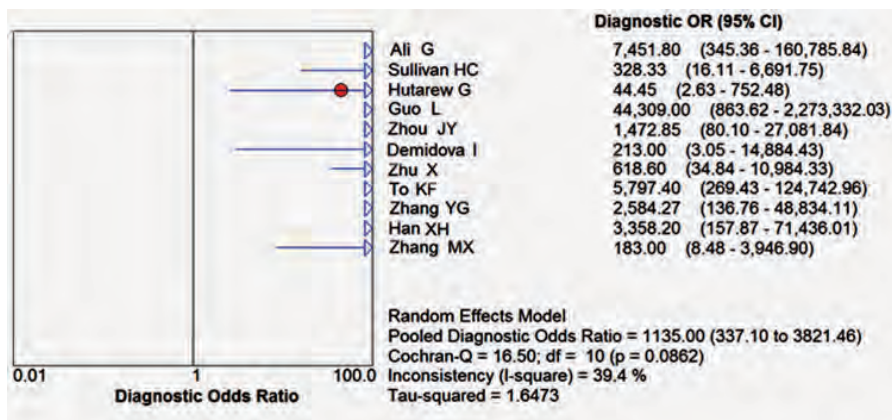 Diagnostic OR (95% CI)
Ali G 7,451.80 (345.36 - 160,785.84)
Sullivan HC 328.33 (16.11 - 6,691.75)
Hutarew G 44.45 (2.63 - 752.48)
Guo L 44,309.00 (863.62 - 2,273,332.03)
Zhou JY 1,472.85 (80.10 - 27,081.84)
Demidova I 213.00 (3.05 - 14,884.43)
Zhu X 618.60 (34.84 - 10,984.33)
To KF 5,797.40 (269.43 - 124,742.96)
Zhang YG 2,584.27 (136.76 - 48,834.11)
Han XH 3,358.20 (157.87 - 71,436.01)
Zhang MX 183.00 (8.48 - 3,946.90)
Random Effects Model
Pooled Diagnostic Odds Ratio = 1135.00 (337.10 to 3821.46)
Cochran-Q = 16.50; df = 10 (p = 0.0862)
Inconsistency (I-square) = 39.4 %
Tau-squared = 1.6473
0.01 1 100.0
Diagnostic Odds Ratio